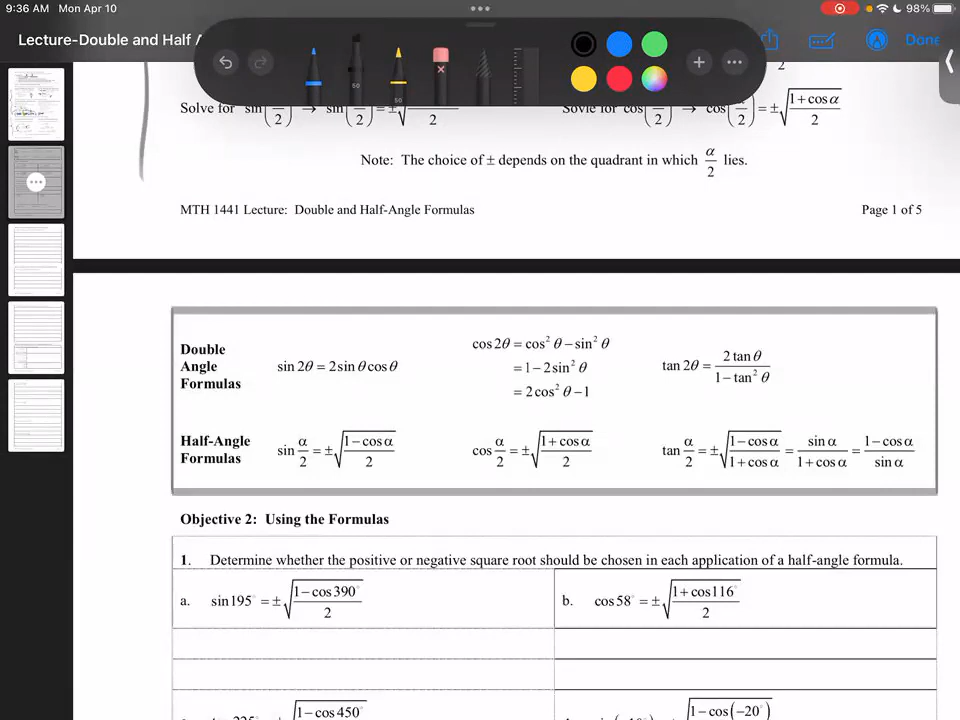 9:36 AM Mon Apr 10
98%
Lecture-Double and Half A
Done
50
50
2
Solve for sin(—/2) → sin(—/2) = ±√ —/2
Solve for cos(—/2) → cos(—/2) = ±√((1+cos α)/2)
Note: The choice of ± depends on the quadrant in which α/2 lies.
MTH 1441 Lecture: Double and Half-Angle Formulas
Page 1 of 5
Double Angle Formulas
sin 2θ = 2 sin θ cos θ
cos 2θ = cos² θ − sin² θ
= 1 − 2 sin² θ
= 2 cos² θ − 1
tan 2θ = 2 tan θ / (1 − tan² θ)
Half-Angle Formulas
sin α/2 = ±√((1 − cos α)/2)
cos α/2 = ±√((1 + cos α)/2)
tan α/2 = ±√((1 − cos α)/(1 + cos α)) = sin α/(1 + cos α) = (1 − cos α)/sin α
Objective 2: Using the Formulas
1. Determine whether the positive or negative square root should be chosen in each application of a half-angle formula.
a. sin 195° = ±√((1 − cos 390°)/2)
b. cos 58° = ±√((1 + cos 116°)/2)
1 − cos 450°
1 − cos(−20°)